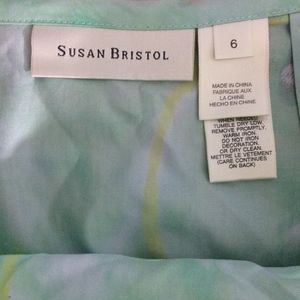 SUSAN BRISTOL
6
MADE IN CHINA
FABRIQUE AUX
LA CHINE
HECHO EN CHINA
WHEN NEEDED
TUMBLE DRY LOW
REMOVE PROMPTLY,
WARM IRON.
DO NOT IRON
DECORATION,
OR DRY CLEAN
METTRE LE VETEMENT
(CARE CONTINUES
ON BACK)